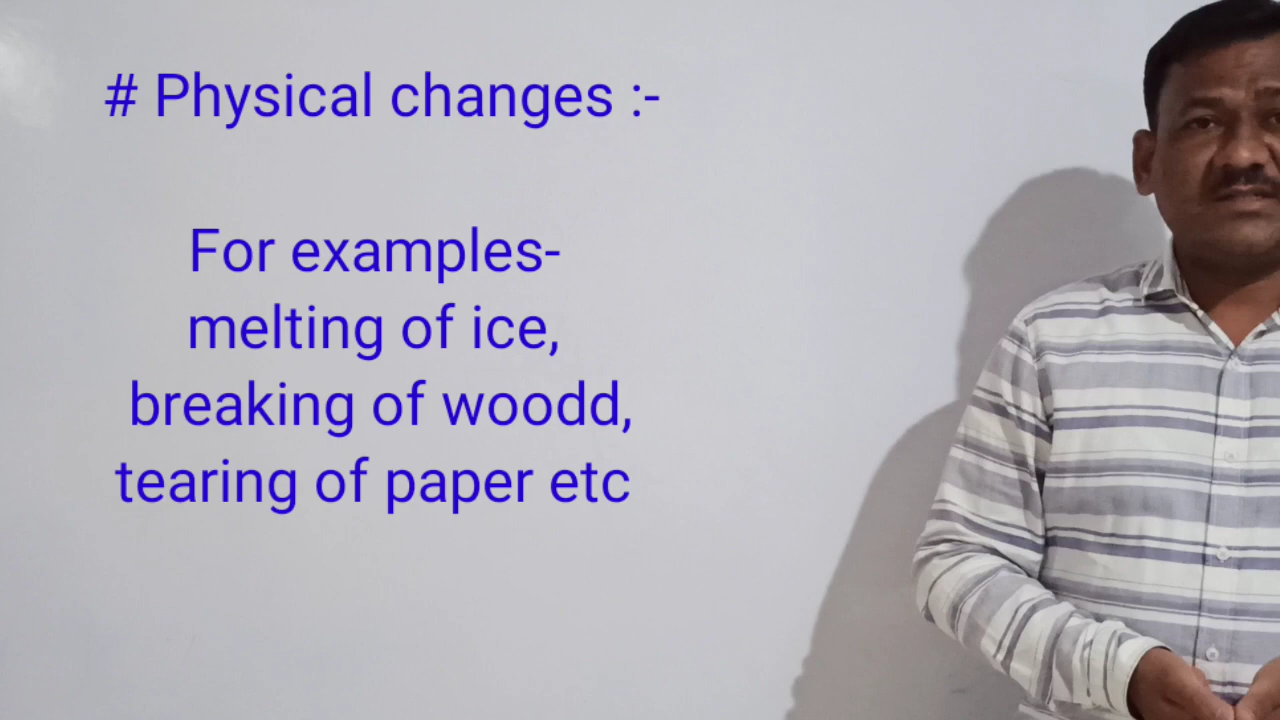 # Physical changes :-
For examples-
melting of ice,
breaking of woodd,
tearing of paper etc